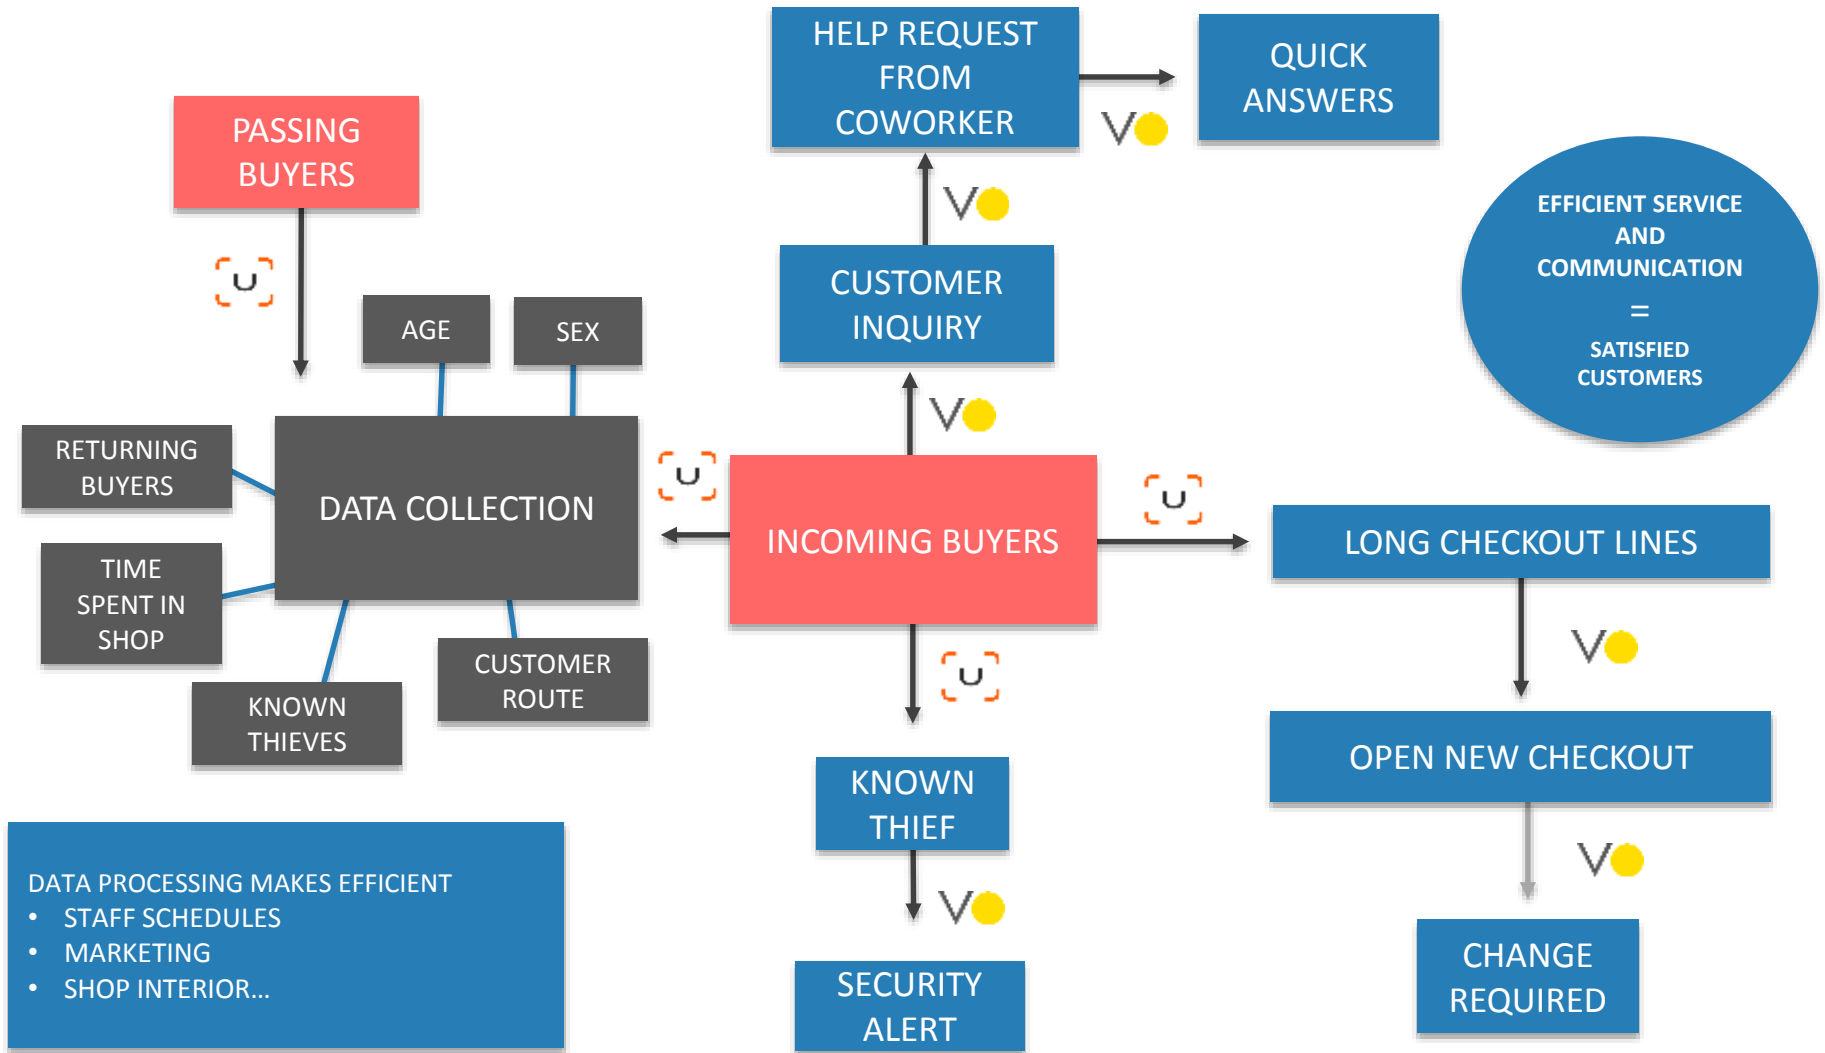 HELP REQUEST
FROM
COWORKER
QUICK
ANSWERS
PASSING
BUYERS
EFFICIENT SERVICE
AND
COMMUNICATION
=
SATISFIED
CUSTOMERS
CUSTOMER
INQUIRY
AGE
SEX
RETURNING
BUYERS
DATA COLLECTION
INCOMING BUYERS
LONG CHECKOUT LINES
TIME
SPENT IN
SHOP
CUSTOMER
ROUTE
KNOWN
THIEVES
OPEN NEW CHECKOUT
KNOWN
THIEF
DATA PROCESSING MAKES EFFICIENT
• STAFF SCHEDULES
• MARKETING
• SHOP INTERIOR...
SECURITY
ALERT
CHANGE
REQUIRED